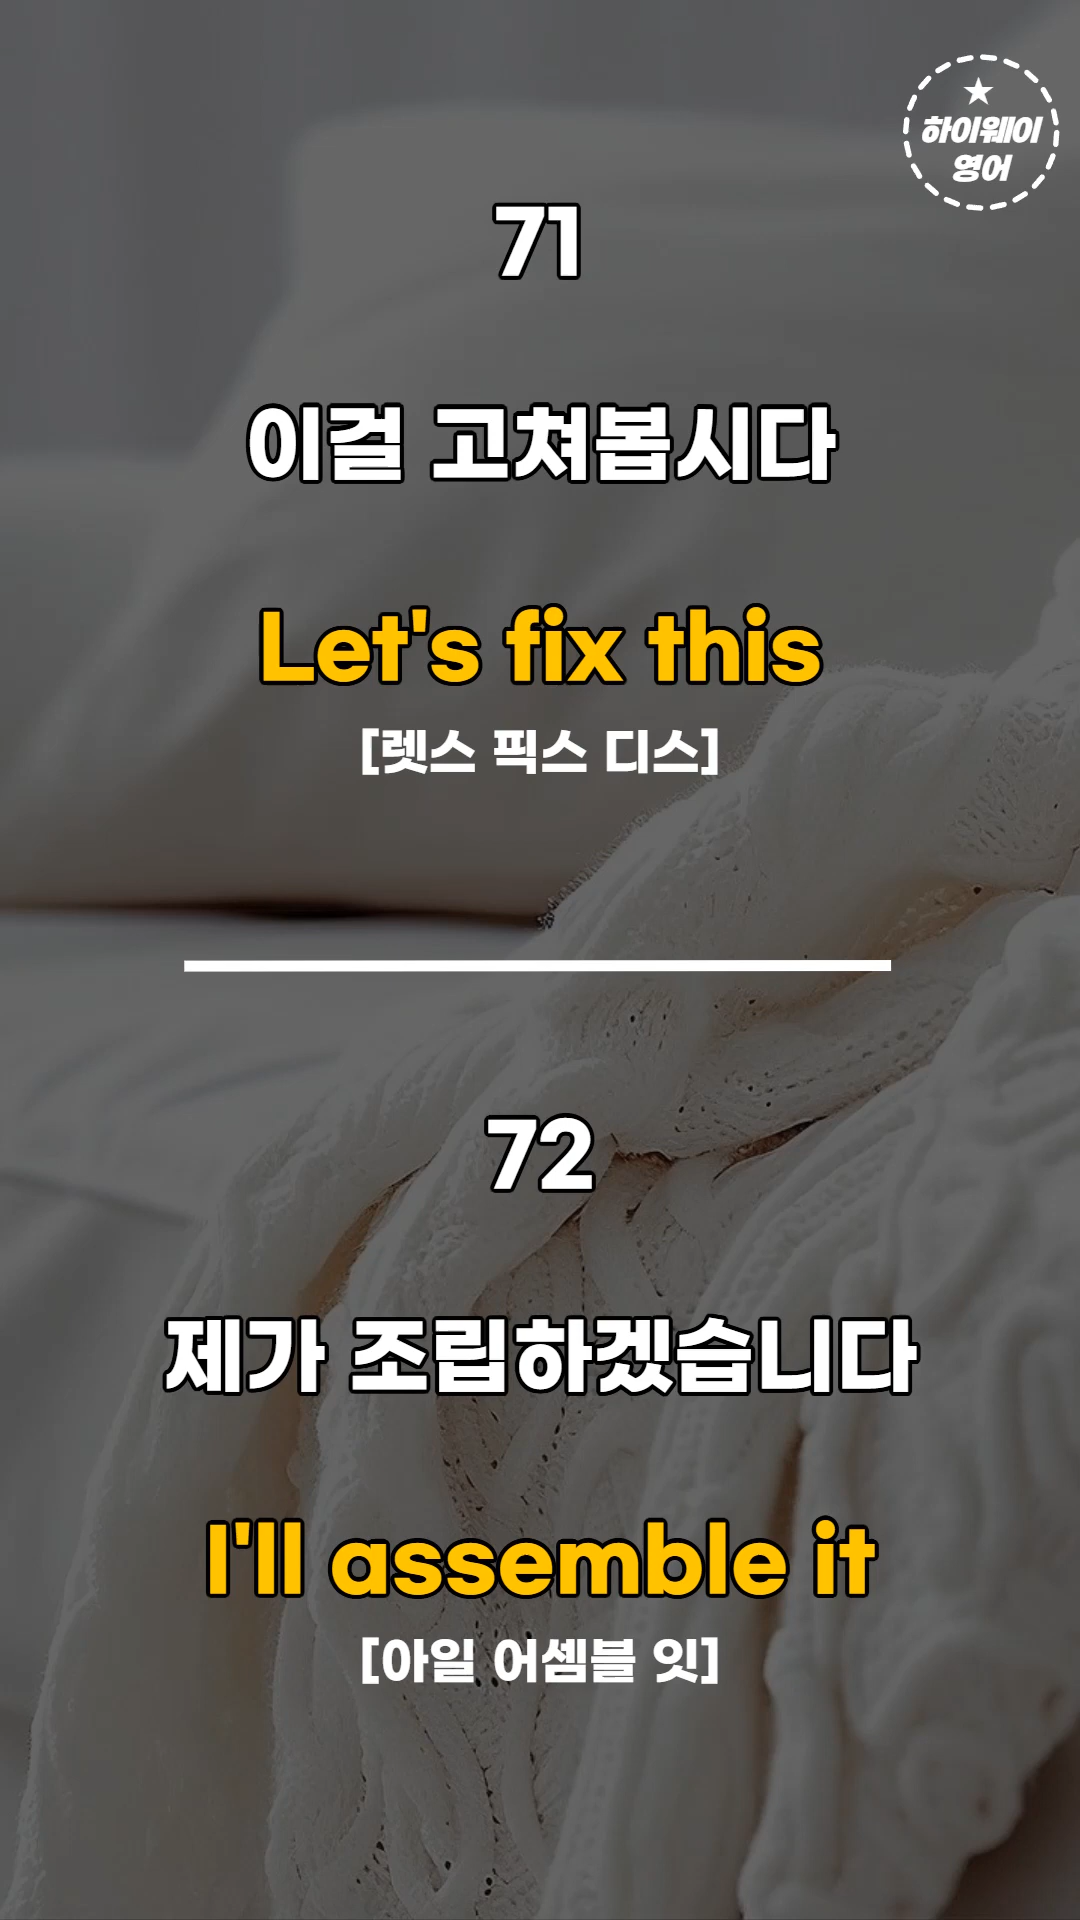 하이웨이
영어
71
이걸 고쳐봅시다
Let's fix this
[렛스 픽스 디스]
72
제가 조립하겠습니다
I'll assemble it
[아일 어셈블 잇]